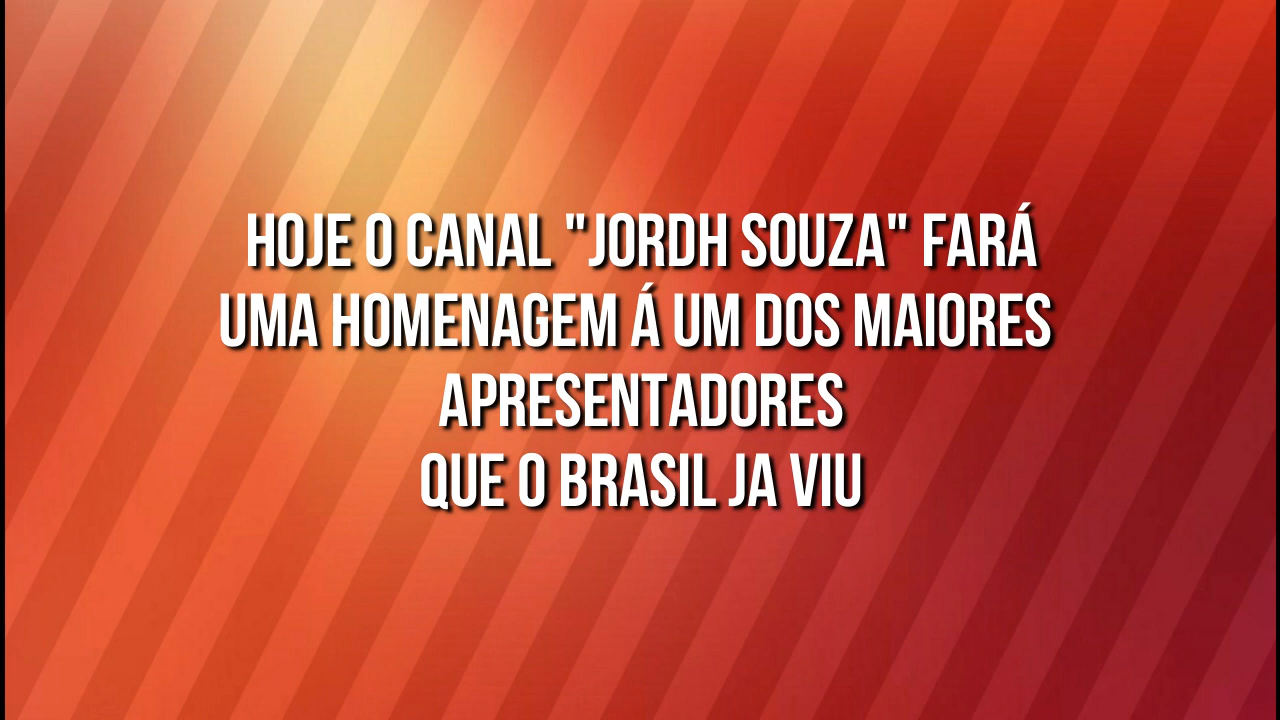 HOJE O CANAL "JORDH SOUZA" FARÁ
UMA HOMENAGEM Á UM DOS MAIORES
APRESENTADORES
QUE O BRASIL JA VIU